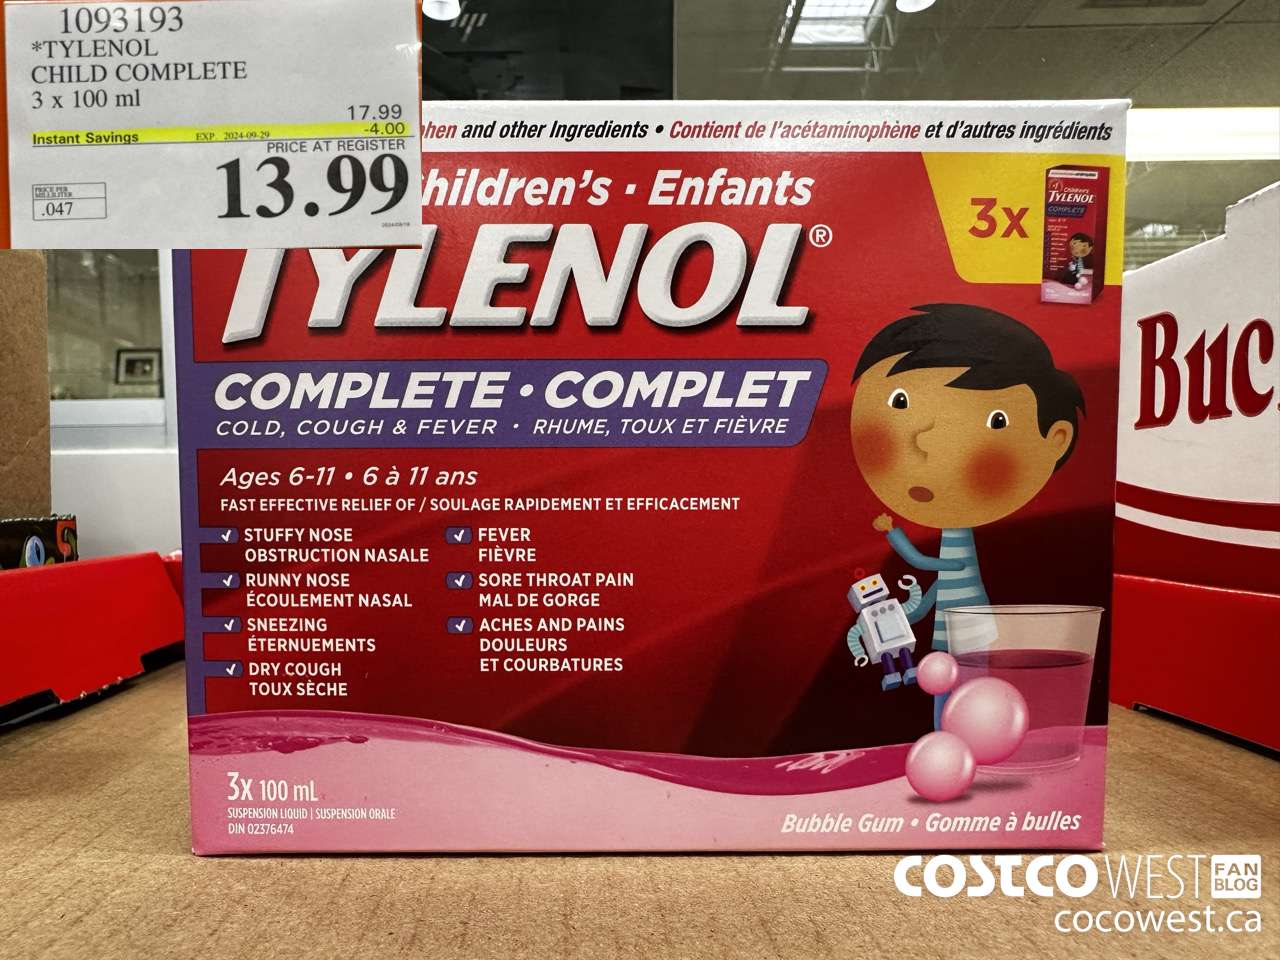 1093193
*TYLENOL
CHILD COMPLETE
3 x 100 ml
17.99
Instant Savings EXP. 2024-09-29 -4.00
PRICE AT REGISTER
13.99
PRICE PER
MILLILITER
.047
hen and other Ingredients • Contient de l'acétaminophène et d'autres ingrédients
hildren's · Enfants
TYLENOL®
3x
Children's
TYLENOL
COMPLETE
COMPLETE • COMPLET
COLD, COUGH & FEVER · RHUME, TOUX ET FIÈVRE
Ages 6-11 • 6 à 11 ans
FAST EFFECTIVE RELIEF OF / SOULAGE RAPIDEMENT ET EFFICACEMENT
STUFFY NOSE
OBSTRUCTION NASALE
RUNNY NOSE
ÉCOULEMENT NASAL
SNEEZING
ÉTERNUEMENTS
DRY COUGH
TOUX SÈCHE
FEVER
FIÈVRE
SORE THROAT PAIN
MAL DE GORGE
ACHES AND PAINS
DOULEURS
ET COURBATURES
3x 100 mL
SUSPENSION LIQUID | SUSPENSION ORALE
DIN 02376474
Bubble Gum • Gomme à bulles
Buc
COSTCO WEST FAN BLOG
cocowest.ca